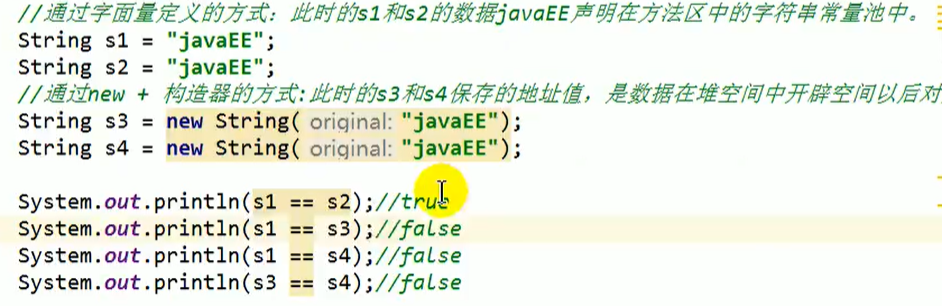 //通过字面量定义的方式：此时的s1和s2的数据javaEE声明在方法区中的字符串常量池中。
String s1 = "javaEE";
String s2 = "javaEE";
//通过new + 构造器的方式:此时的s3和s4保存的地址值，是数据在堆空间中开辟空间以后对
String s3 = new String( original: "javaEE");
String s4 = new String( original: "javaEE");
System.out.println(s1 == s2);//true
System.out.println(s1 == s3);//false
System.out.println(s1 == s4);//false
System.out.println(s3 == s4);//false